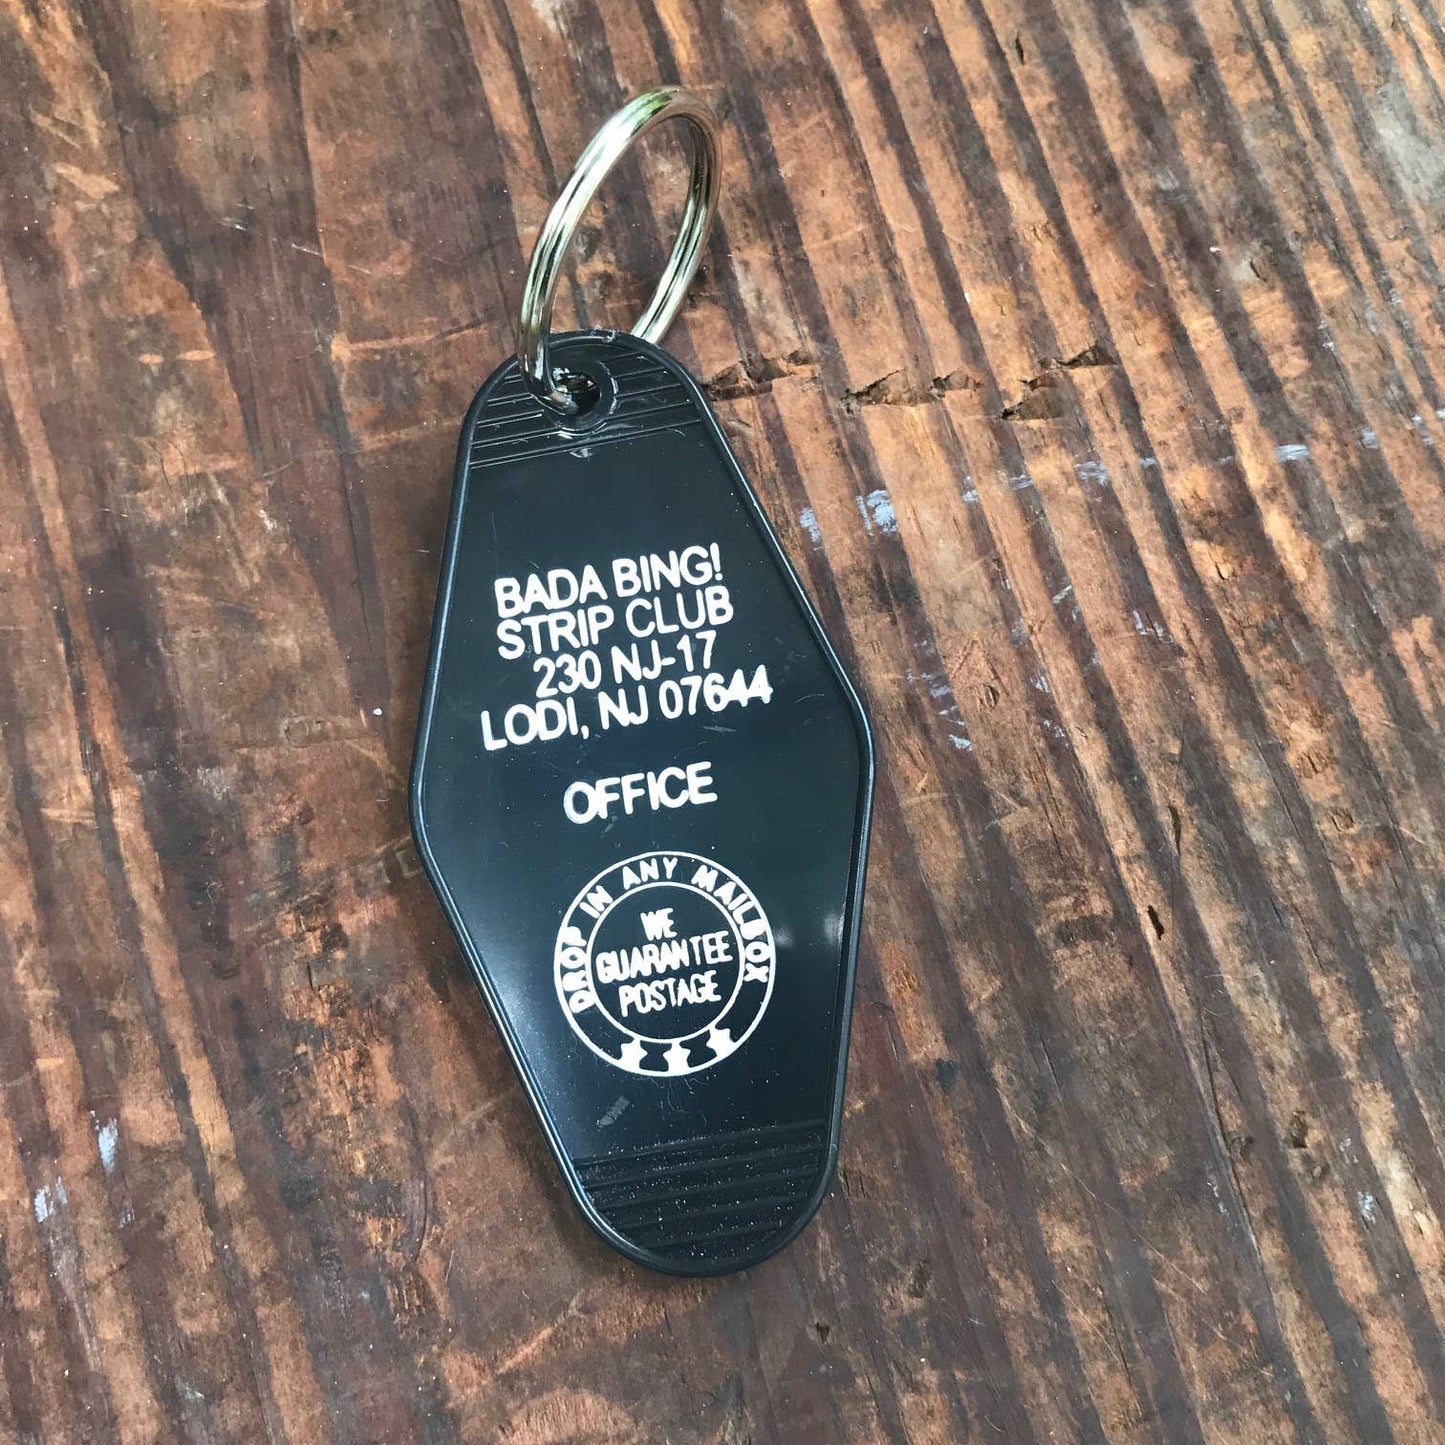 BADA BING!
STRIP CLUB
230 NJ-17
LODI, NJ 07644
OFFICE
DROP IN ANY MAILBOX
WE
GUARANTEE
POSTAGE